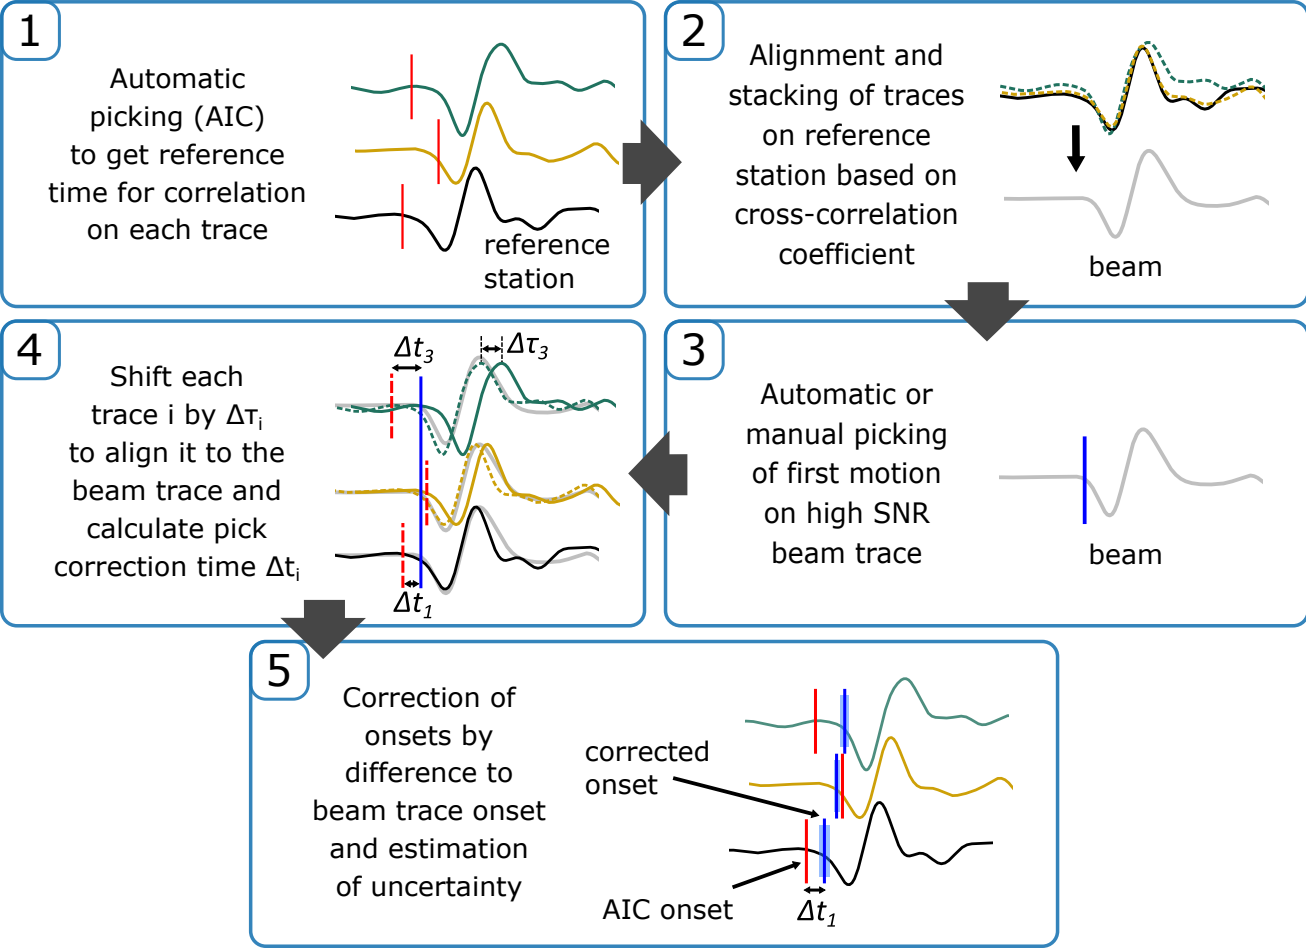 1
Automatic
picking (AIC)
to get reference
time for correlation
on each trace
reference
station
2
Alignment and
stacking of traces
on reference
station based on
cross-correlation
coefficient
beam
3
Automatic or
manual picking
of first motion
on high SNR
beam trace
beam
4
Shift each
trace i by Δτᵢ
to align it to the
beam trace and
calculate pick
correction time Δtᵢ
Δt₃
Δτ₃
Δt₁
5
Correction of
onsets by
difference to
beam trace onset
and estimation
of uncertainty
corrected
onset
AIC onset
Δt₁